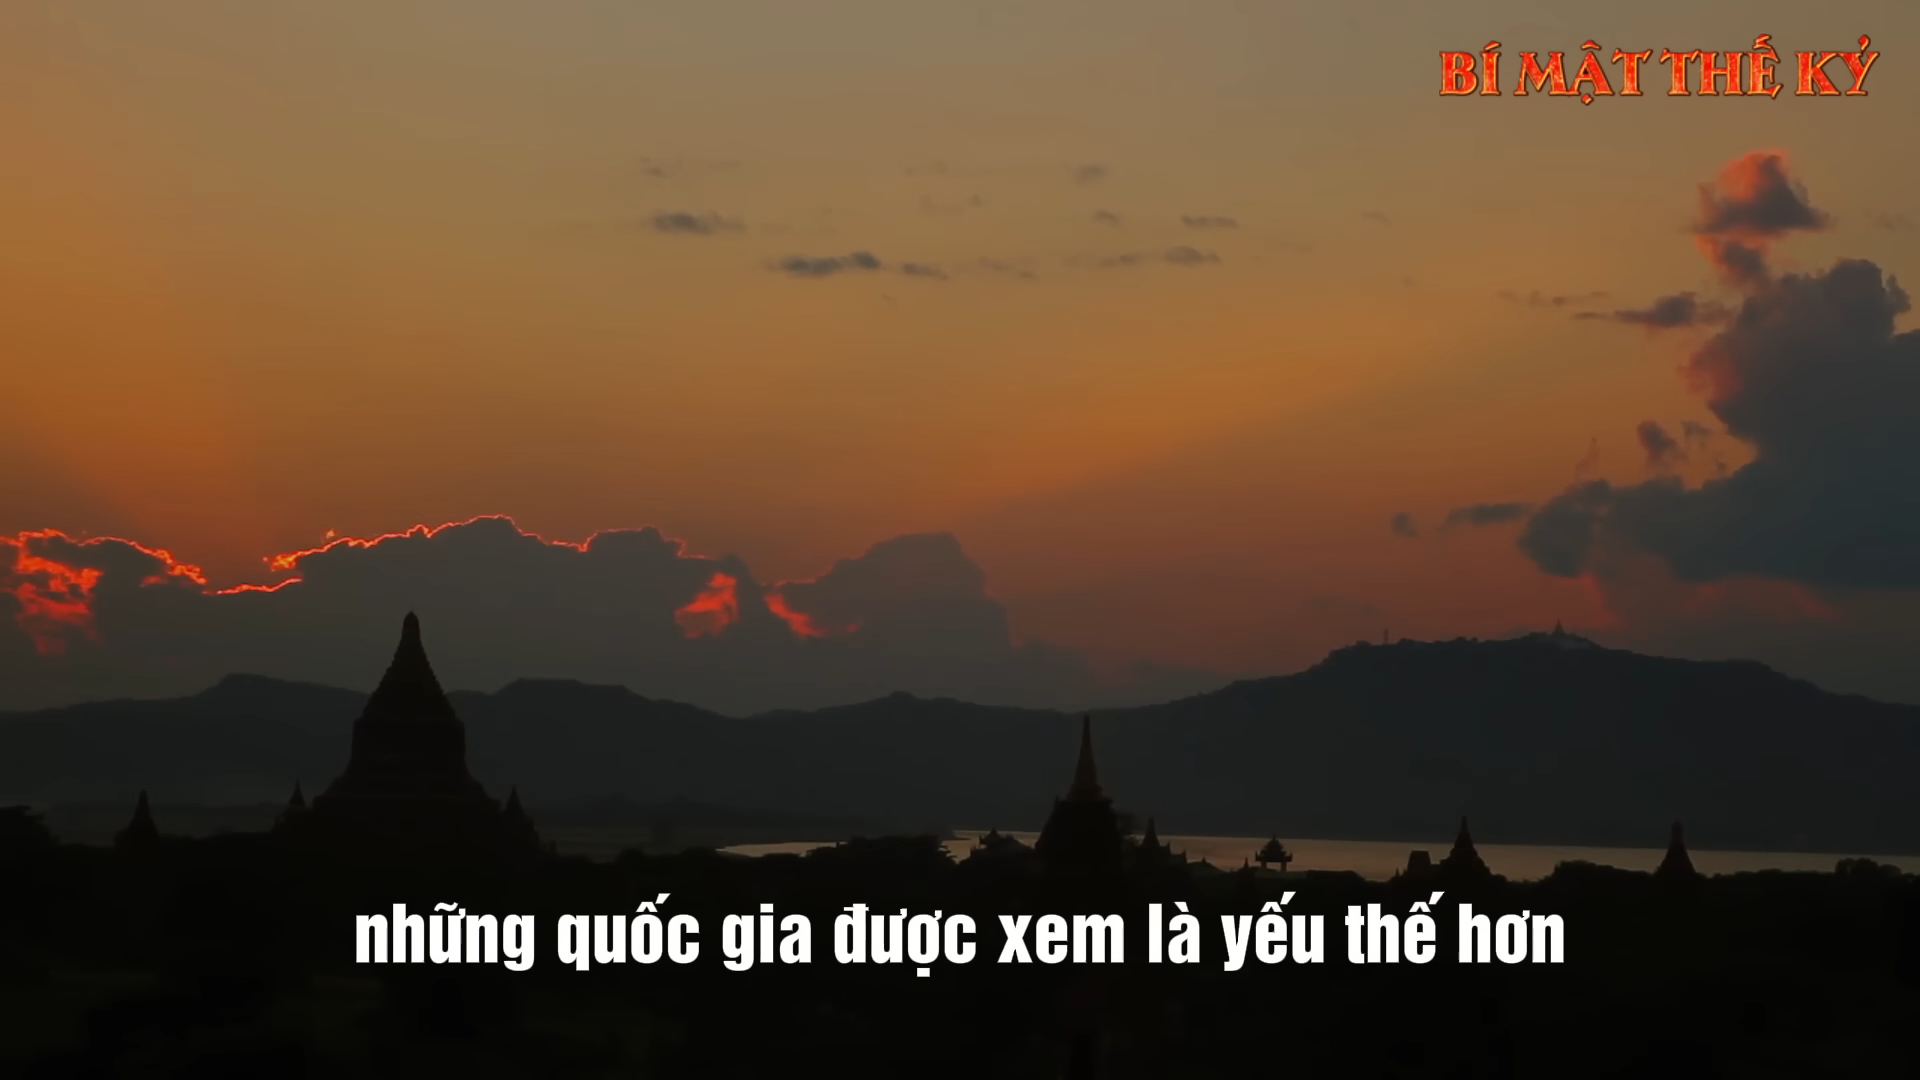 BÍ MẬT THẾ KỶ
những quốc gia được xem là yếu thế hơn